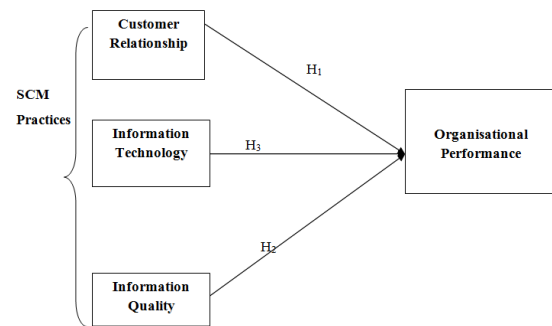 Customer
Relationship
H₁
SCM
Practices
Information
Technology
H₃
Organisational
Performance
H₂
Information
Quality